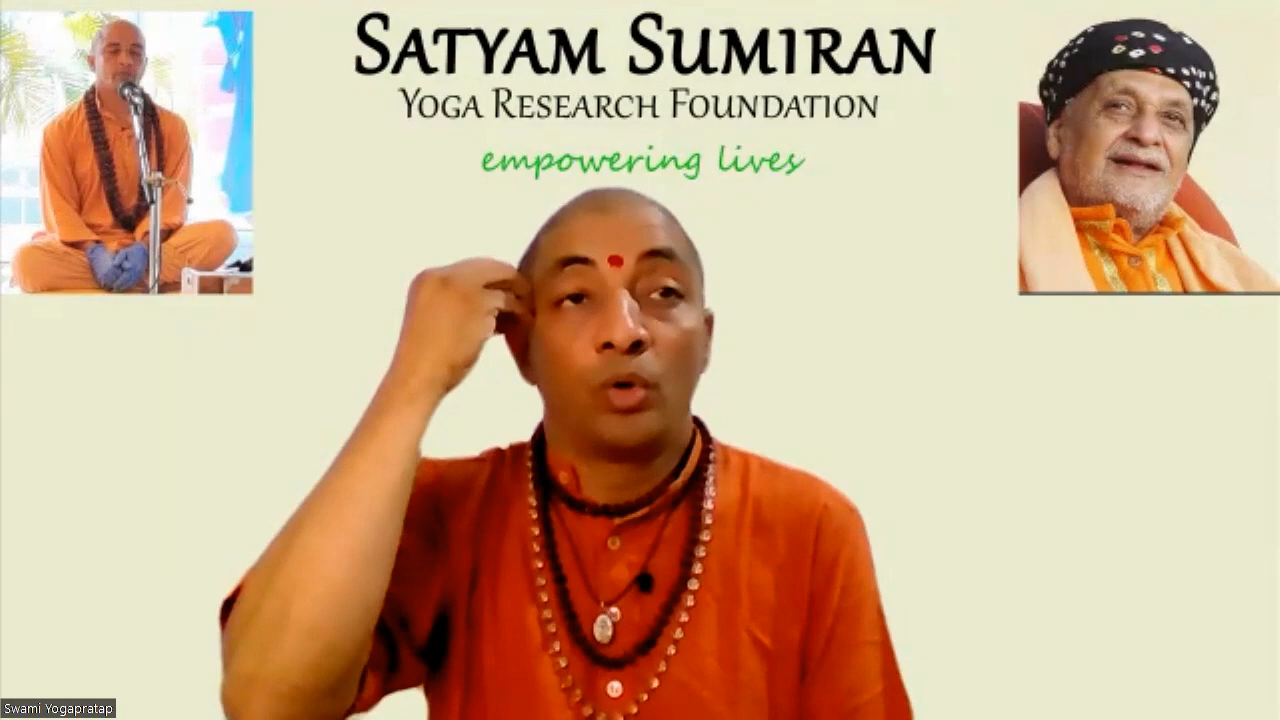 SATYAM SUMIRAN
YOGA RESEARCH FOUNDATION
empowering lives
Swami Yogapratap